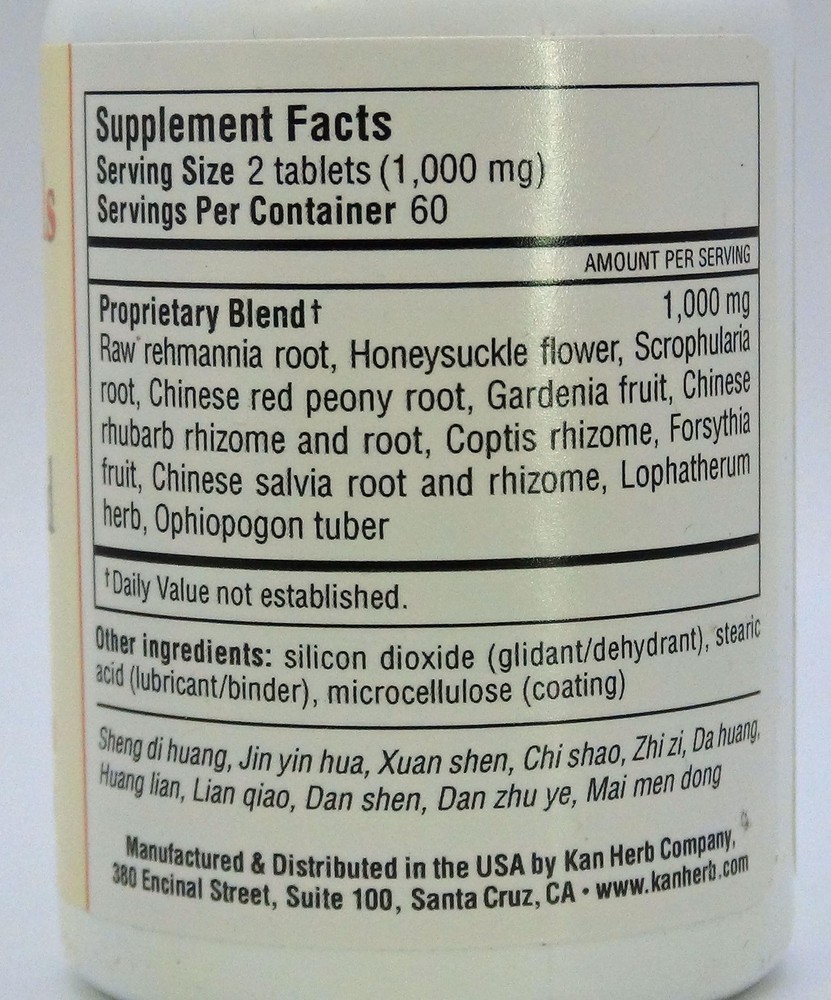 Supplement Facts
Serving Size 2 tablets (1,000 mg)
Servings Per Container 60
AMOUNT PER SERVING
Proprietary Blend† 1,000 mg
Raw rehmannia root, Honeysuckle flower, Scrophularia
root, Chinese red peony root, Gardenia fruit, Chinese
rhubarb rhizome and root, Coptis rhizome, Forsythia
fruit, Chinese salvia root and rhizome, Lophatherum
herb, Ophiopogon tuber
†Daily Value not established.
Other ingredients: silicon dioxide (glidant/dehydrant), stearic
acid (lubricant/binder), microcellulose (coating)
Sheng di huang, Jin yin hua, Xuan shen, Chi shao, Zhi zi, Da huang,
Huang lian, Lian qiao, Dan shen, Dan zhu ye, Mai men dong
Manufactured & Distributed in the USA by Kan Herb Company,
380 Encinal Street, Suite 100, Santa Cruz, CA • www.kanherb.com